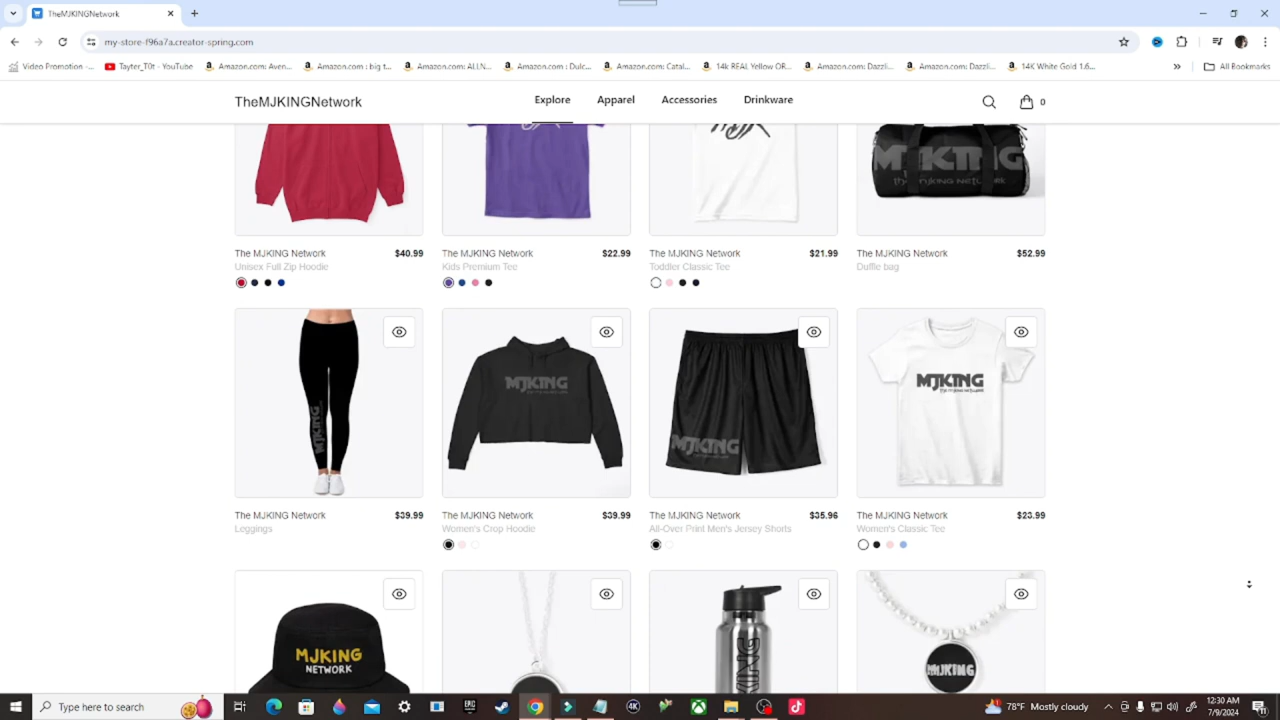 TheMJKINGNetwork
my-store-f96a7a.creator-spring.com
Video Promotion -... Tayter_T0t - YouTube Amazon.com: Aven... Amazon.com : big t... Amazon.com: ALLN... Amazon.com : Dulc... Amazon.com: Catal... 14k REAL Yellow OR... Amazon.com: Dazzli... Amazon.com: Dazzli... 14K White Gold 1.6... » All Bookmarks
TheMJKINGNetwork Explore Apparel Accessories Drinkware 0
MJKING
The MJKING Network $40.99 The MJKING Network $22.99 The MJKING Network $21.99 The MJKING Network $52.99
Unisex Full Zip Hoodie Kids Premium Tee Toddler Classic Tee Duffle bag
MJKING MJKING MJKING MJKING
The MJKING Network $39.99 The MJKING Network $39.99 The MJKING Network $35.96 The MJKING Network $23.99
Leggings Women's Crop Hoodie All-Over Print Men's Jersey Shorts Women's Classic Tee
MJKING
NETWORK
MJKING
Type here to search EPIC 4K 78°F Mostly cloudy 12:30 AM
7/9/2024